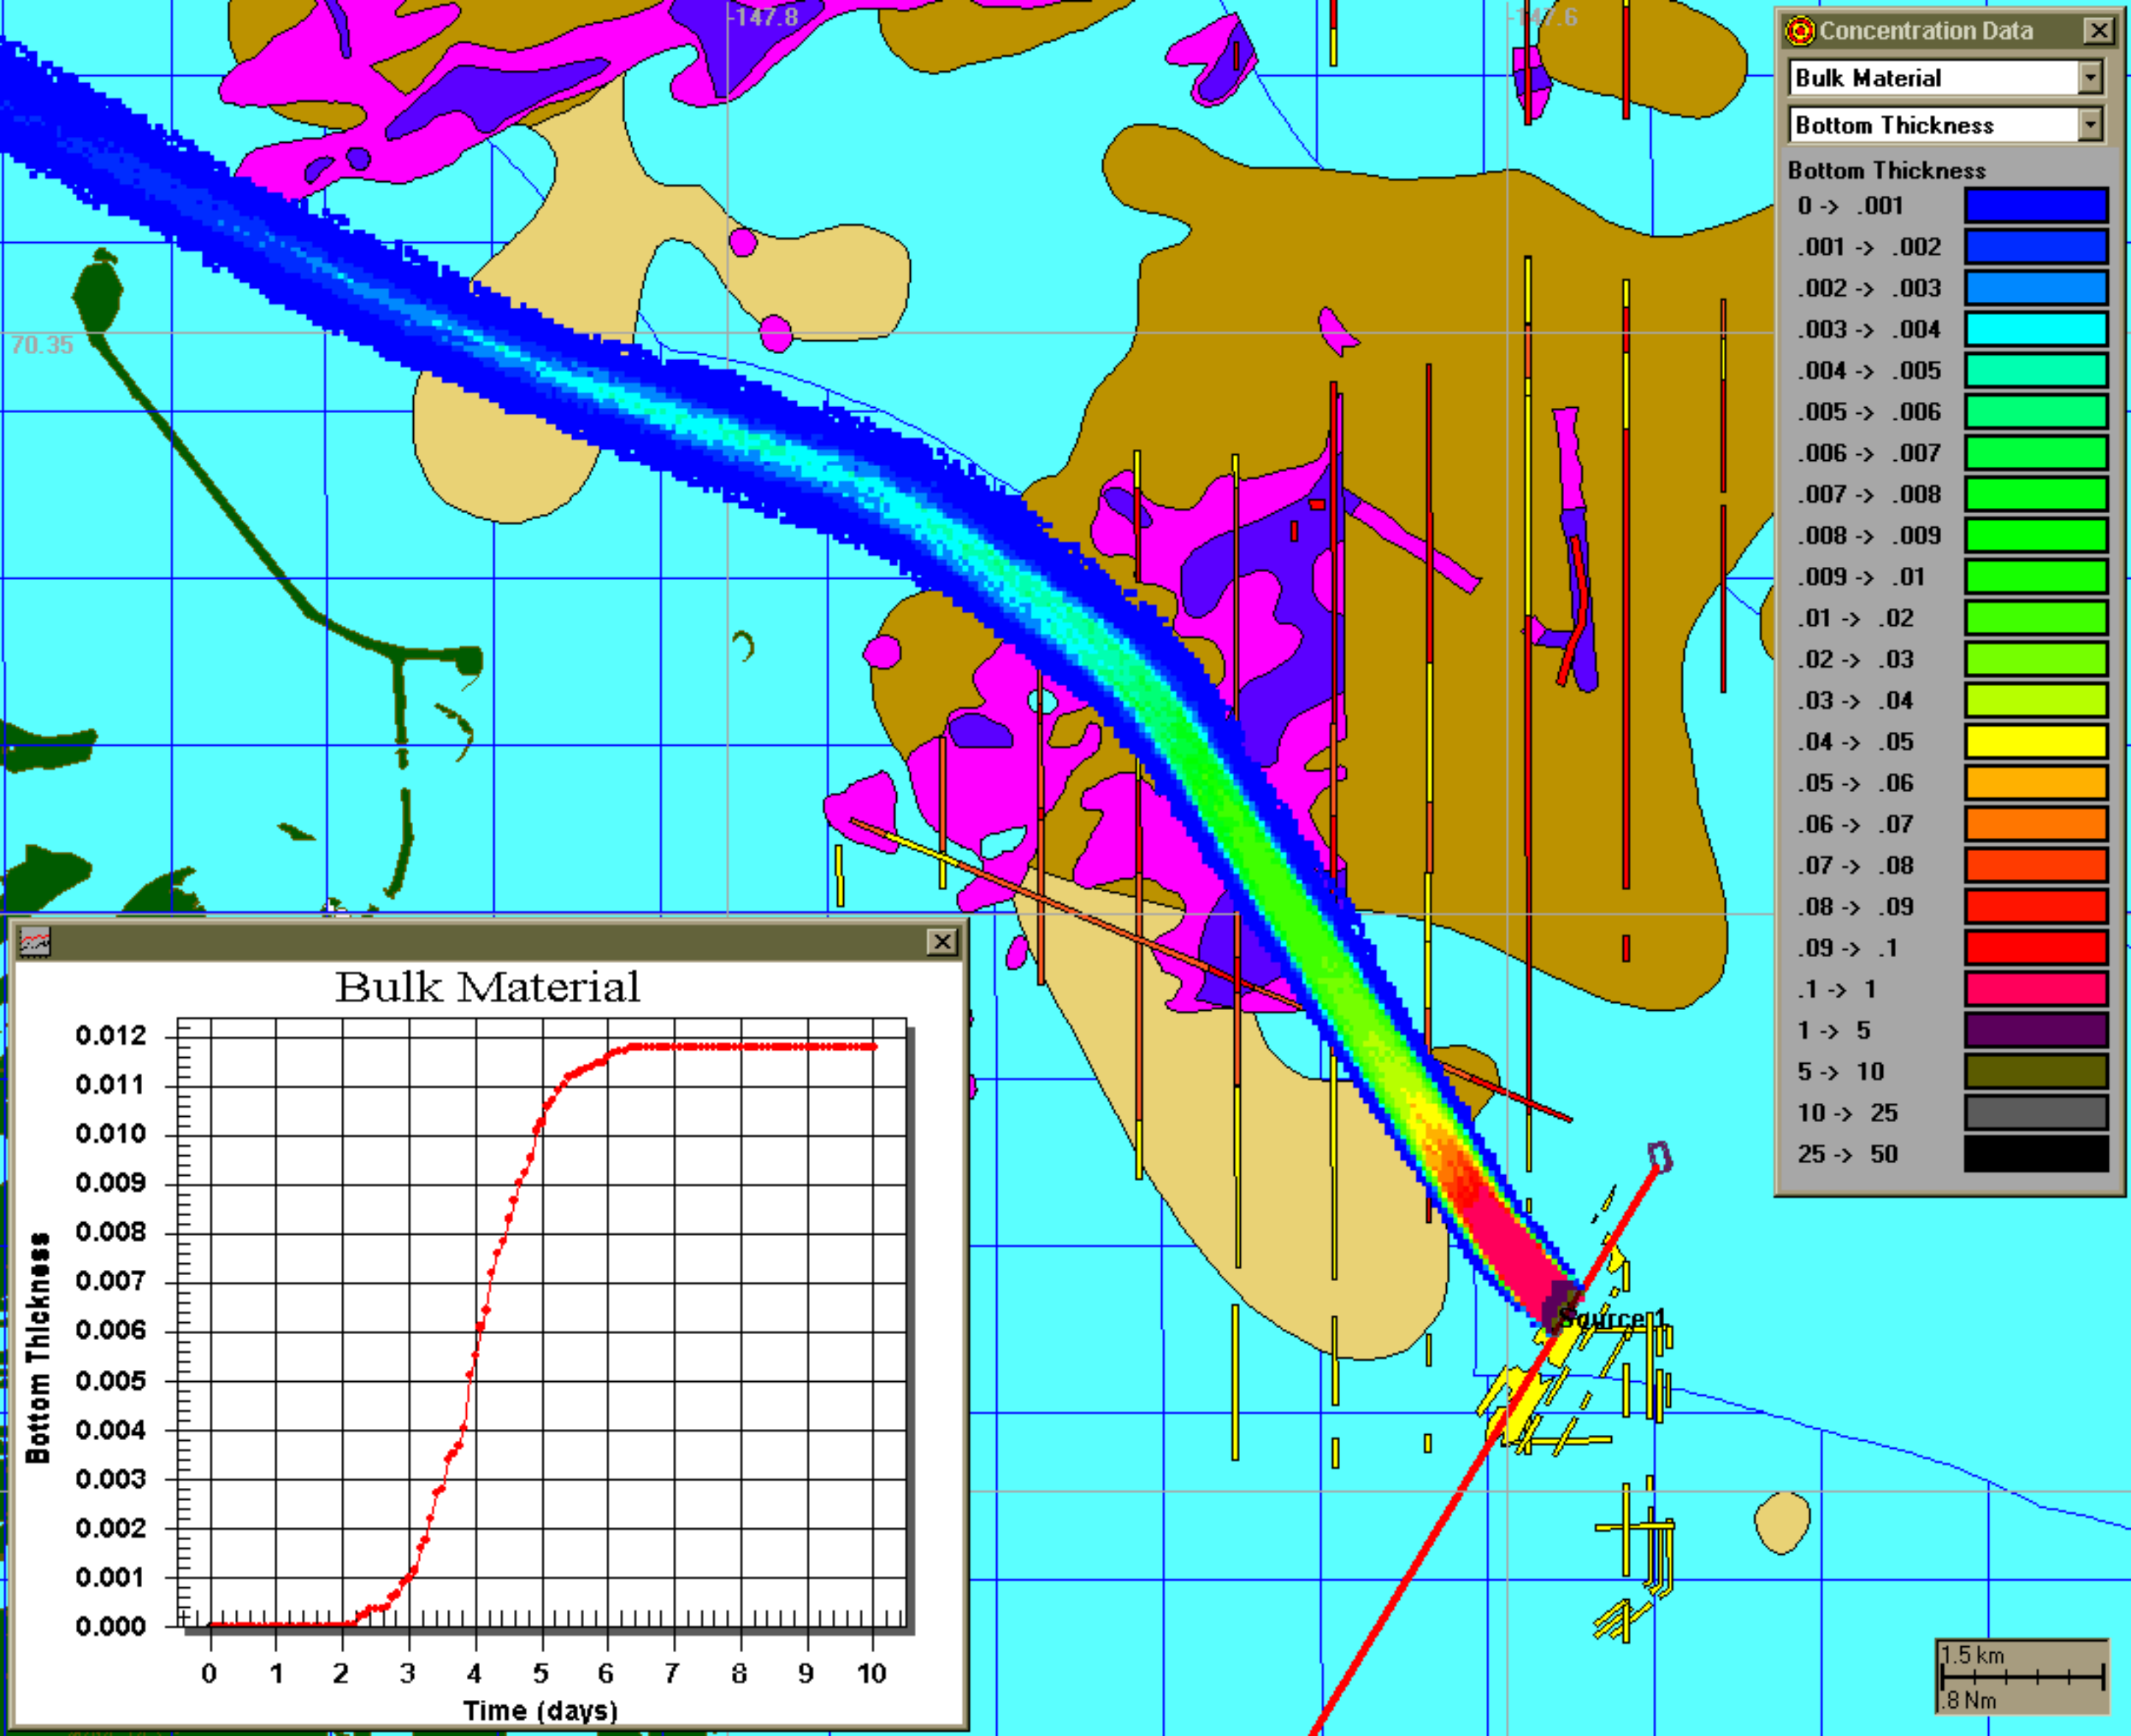 -147.8
-147.6
70.35
Concentration Data
Bulk Material
Bottom Thickness
Bottom Thickness
0 -> .001
.001 -> .002
.002 -> .003
.003 -> .004
.004 -> .005
.005 -> .006
.006 -> .007
.007 -> .008
.008 -> .009
.009 -> .01
.01 -> .02
.02 -> .03
.03 -> .04
.04 -> .05
.05 -> .06
.06 -> .07
.07 -> .08
.08 -> .09
.09 -> .1
.1 -> 1
1 -> 5
5 -> 10
10 -> 25
25 -> 50
Source 1
Bulk Material
Bottom Thickness
0.012
0.011
0.010
0.009
0.008
0.007
0.006
0.005
0.004
0.003
0.002
0.001
0.000
0 1 2 3 4 5 6 7 8 9 10
Time (days)
1.5 km
.8 Nm